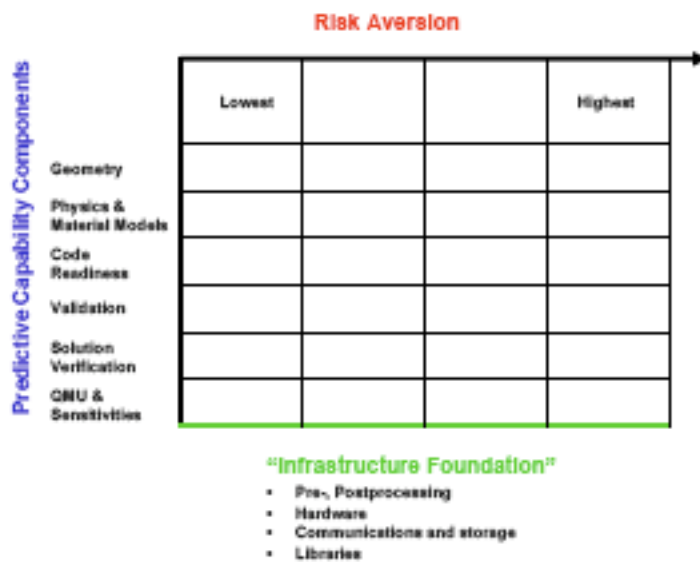 Risk Aversion
Predictive Capability Components
Lowest
Highest
Geometry
Physics &
Material Models
Code
Readiness
Validation
Solution
Verification
QMU &
Sensitivities
“Infrastructure Foundation”
▪ Pre-, Postprocessing
▪ Hardware
▪ Communications and storage
▪ Libraries